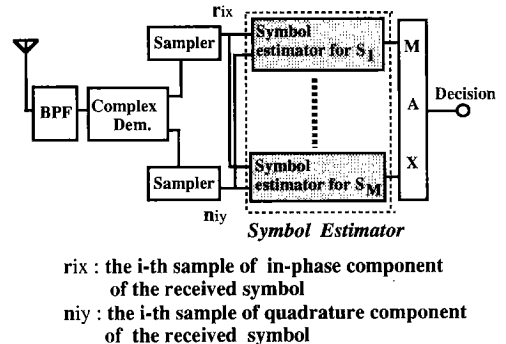 rix
Sampler
Symbol
estimator for S1
M
BPF
Complex
Dem.
A
Decision
X
Sampler
Symbol
estimator for SM
niy
Symbol Estimator
rix : the i-th sample of in-phase component
of the received symbol
niy : the i-th sample of quadrature component
of the received symbol